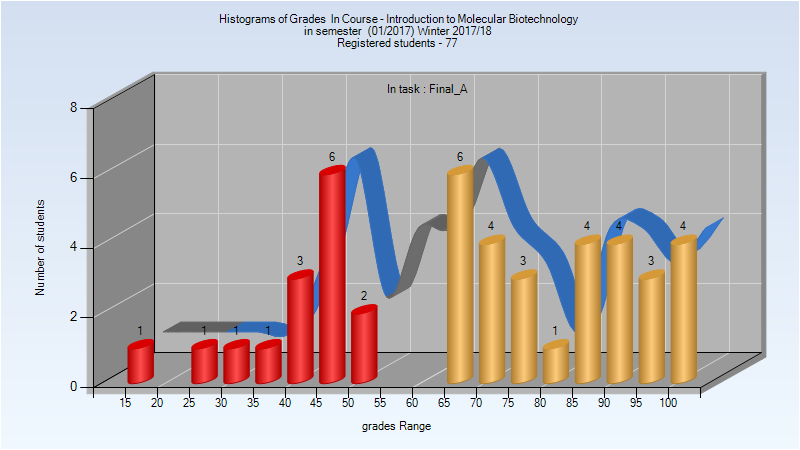 Histograms of Grades In Course - Introduction to Molecular Biotechnology
in semester (01/2017) Winter 2017/18
Registered students - 77
In task : Final_A
8
6
4
2
0
Number of students
1
1
1
1
3
6
2
6
4
3
1
4
4
3
4
15 20 25 30 35 40 45 50 55 60 65 70 75 80 85 90 95 100
grades Range